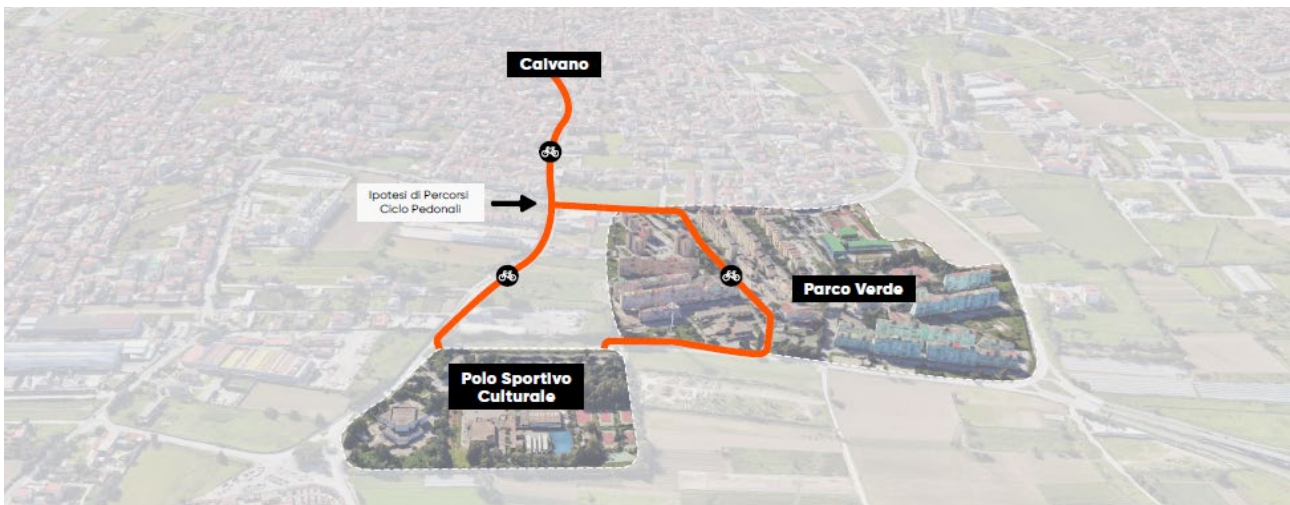 Caivano
Ipotesi di Percorsi
Ciclo Pedonali
Parco Verde
Polo Sportivo
Culturale